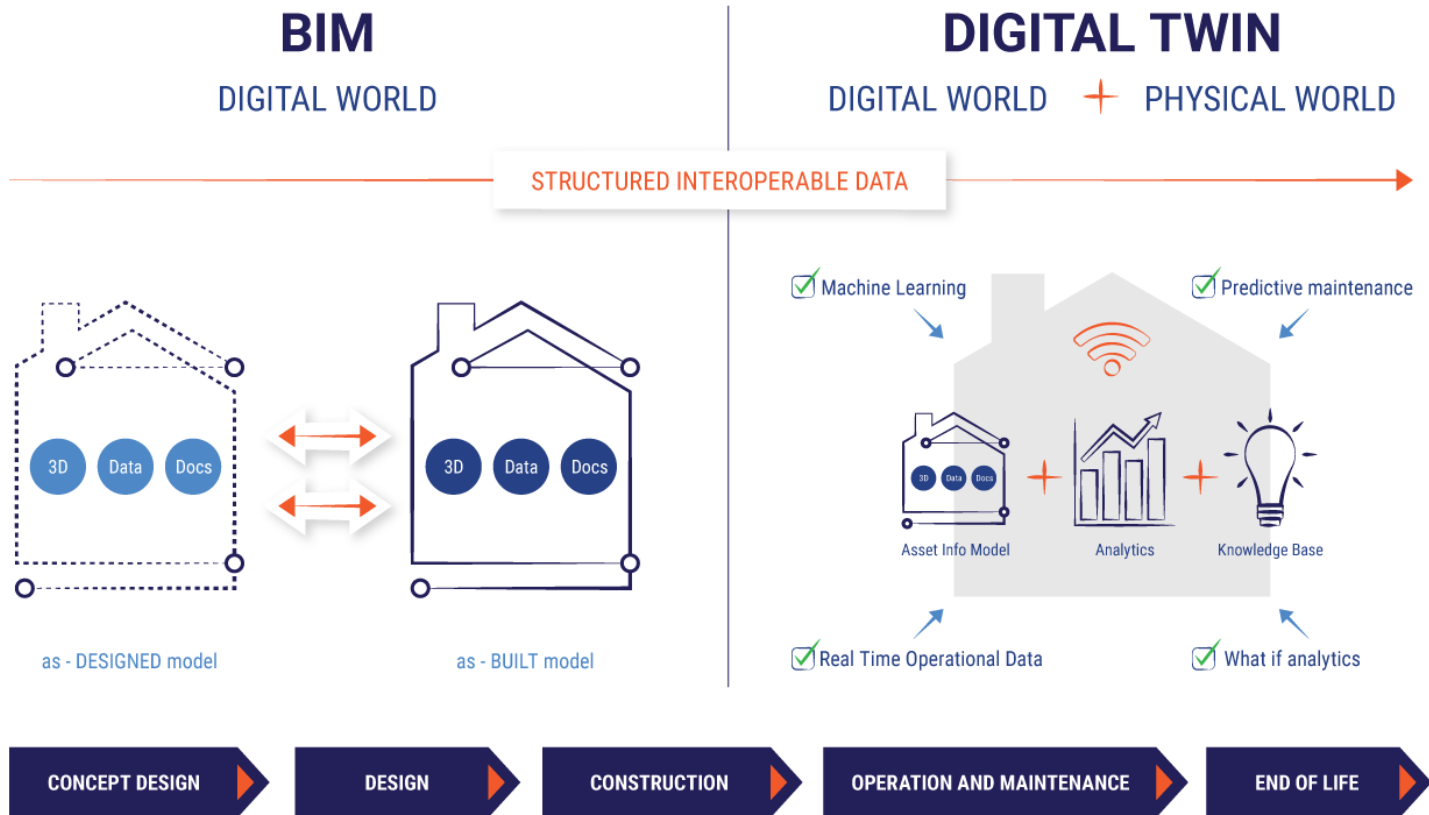 BIM
DIGITAL WORLD
DIGITAL TWIN
DIGITAL WORLD + PHYSICAL WORLD
STRUCTURED INTEROPERABLE DATA
3D Data Docs
as - DESIGNED model
3D Data Docs
as - BUILT model
Machine Learning
Predictive maintenance
3D Data Docs
Asset Info Model
+
Analytics
+
Knowledge Base
Real Time Operational Data
What if analytics
CONCEPT DESIGN
DESIGN
CONSTRUCTION
OPERATION AND MAINTENANCE
END OF LIFE